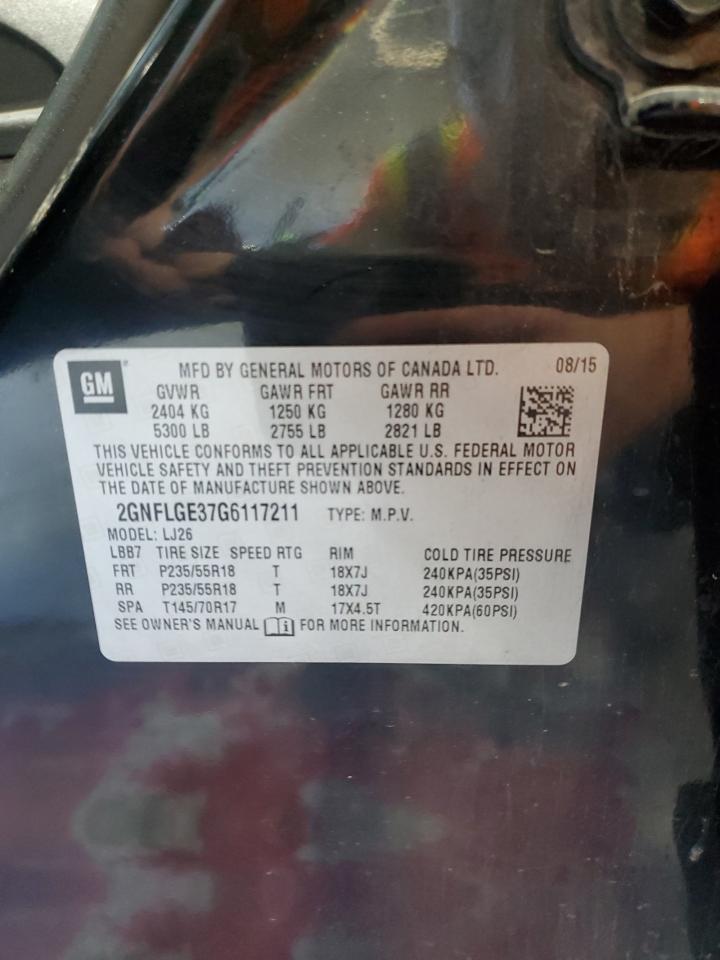 GM
MFD BY GENERAL MOTORS OF CANADA LTD. 08/15
GVWR GAWR FRT GAWR RR
2404 KG 1250 KG 1280 KG
5300 LB 2755 LB 2821 LB
THIS VEHICLE CONFORMS TO ALL APPLICABLE U.S. FEDERAL MOTOR
VEHICLE SAFETY AND THEFT PREVENTION STANDARDS IN EFFECT ON
THE DATE OF MANUFACTURE SHOWN ABOVE.
2GNFLGE37G6117211 TYPE: M.P.V.
MODEL: LJ26
LBB7 TIRE SIZE SPEED RTG RIM COLD TIRE PRESSURE
FRT P235/55R18 T 18X7J 240KPA(35PSI)
RR P235/55R18 T 18X7J 240KPA(35PSI)
SPA T145/70R17 M 17X4.5T 420KPA(60PSI)
SEE OWNER'S MANUAL FOR MORE INFORMATION.